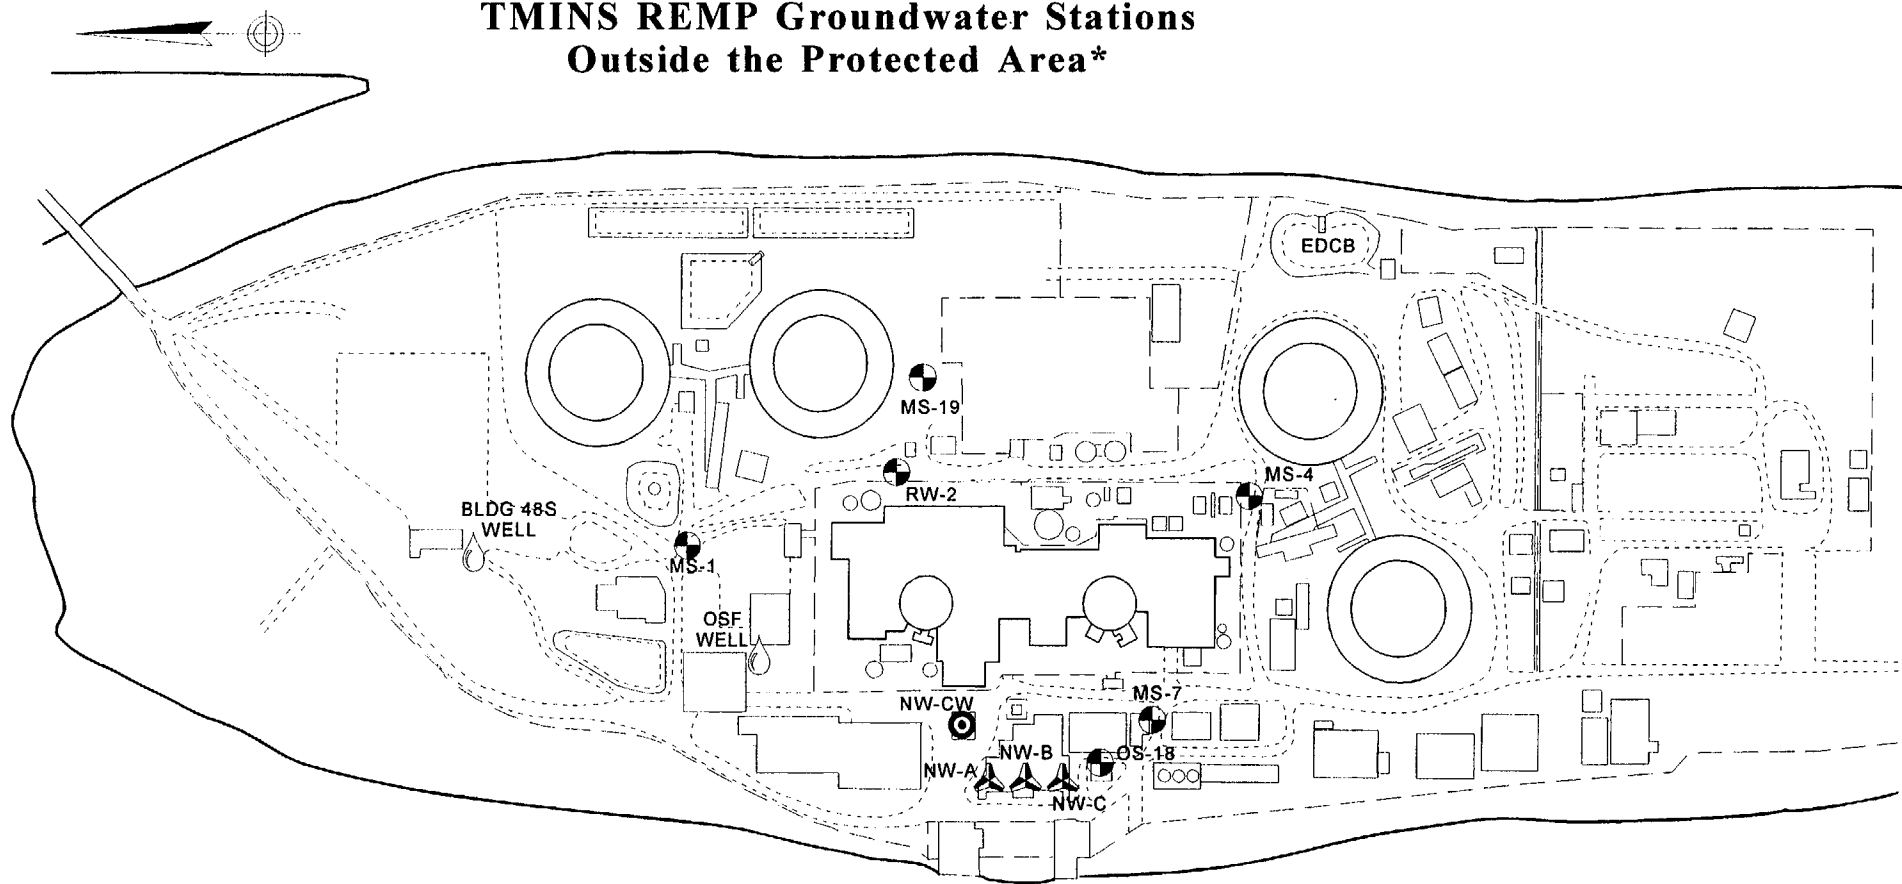 TMINS REMP Groundwater Stations
Outside the Protected Area*
EDCB
MS-19
MS-4
RW-2
BLDG 48S
WELL
MS-1
OSF
WELL
MS-7
NW-CW
NW-B
OS-18
NW-A
NW-C